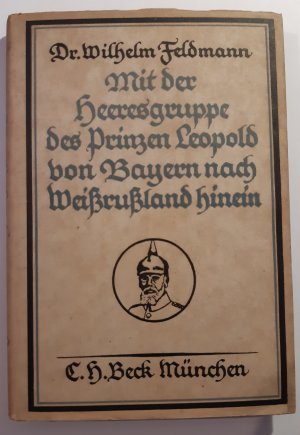 Dr. Wilhelm Feldmann
Mit der
Heeresgruppe
des Prinzen Leopold
von Bayern nach
Weißrußland hinein
C. H. Beck München